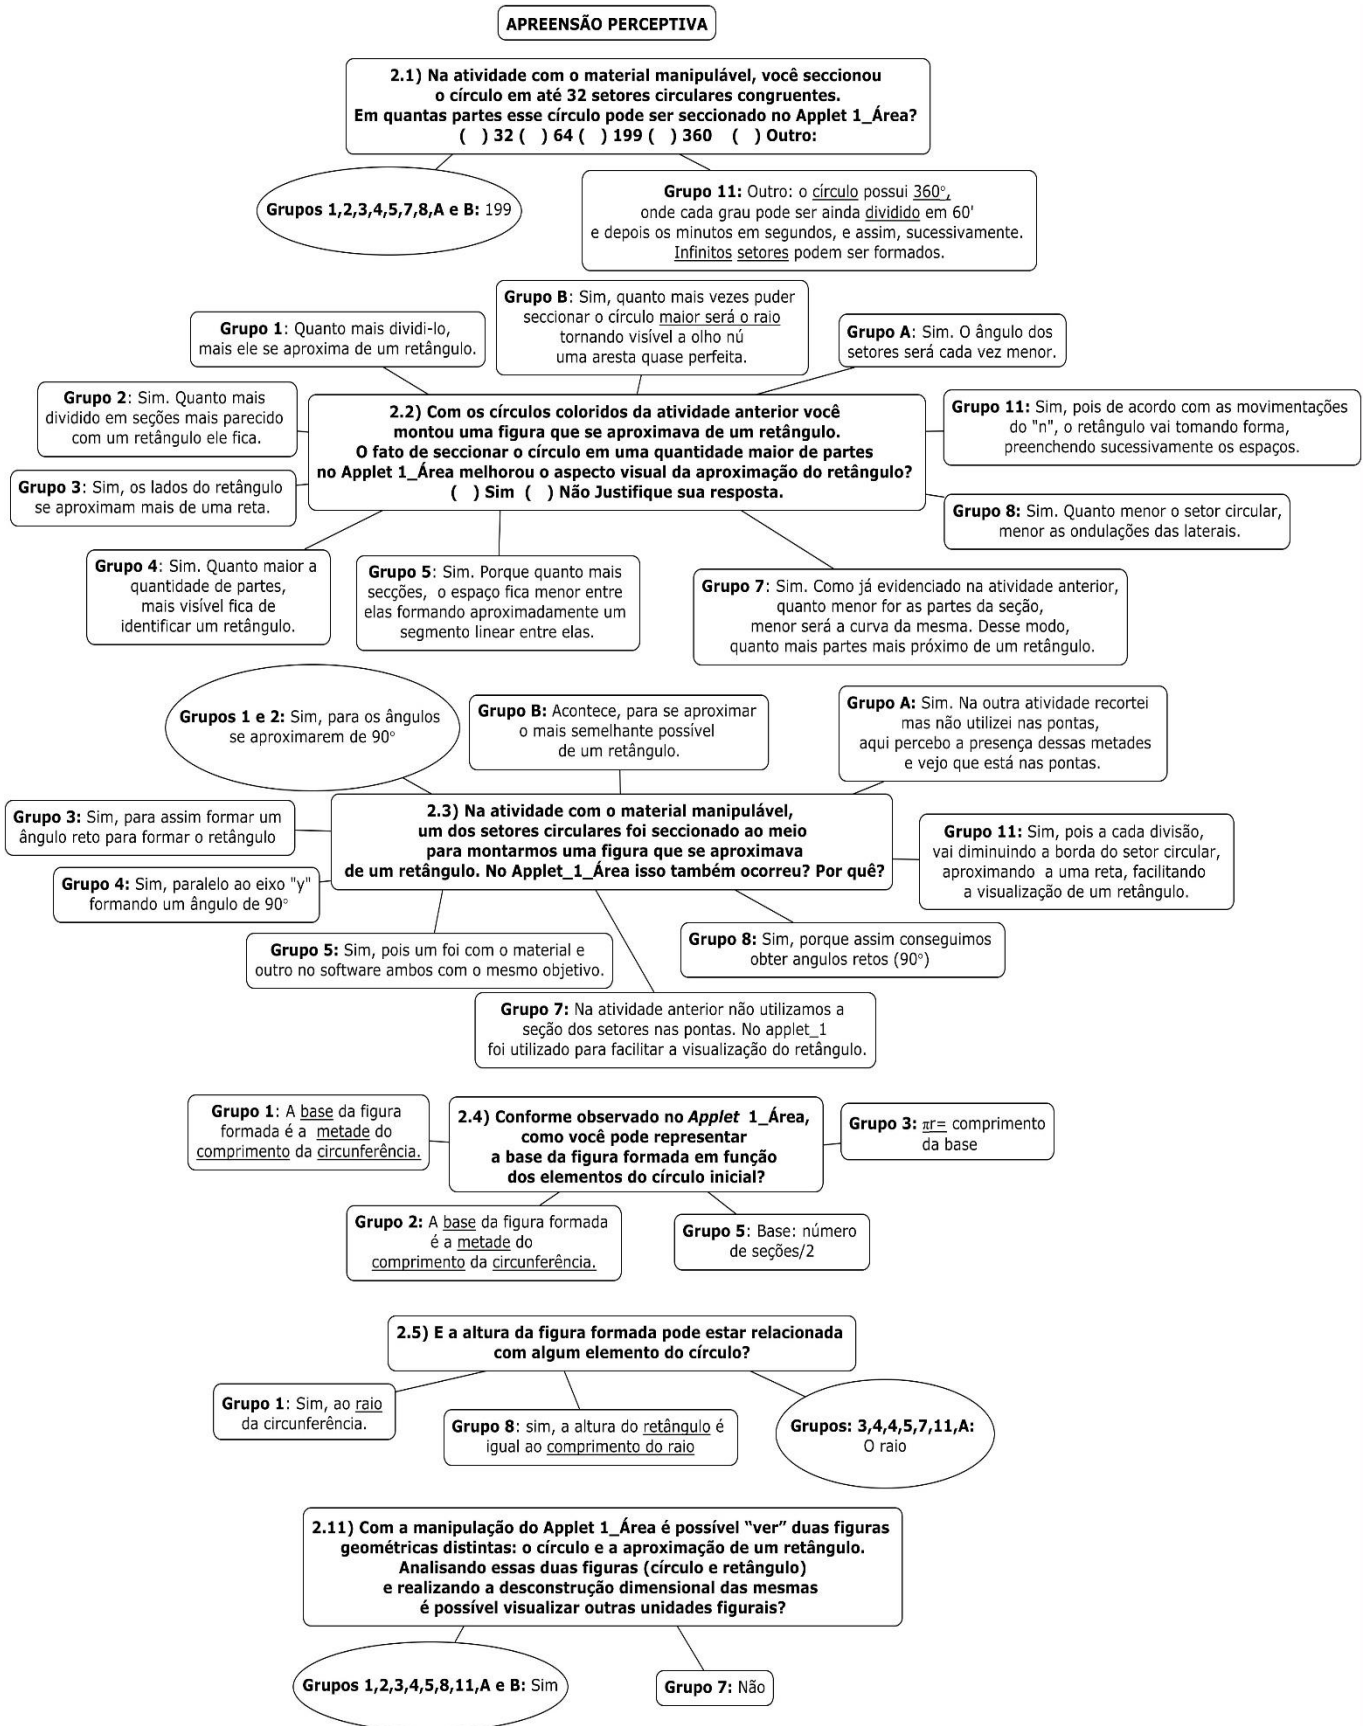 APREENSÃO PERCEPTIVA
2.1) Na atividade com o material manipulável, você seccionou
o círculo em até 32 setores circulares congruentes.
Em quantas partes esse círculo pode ser seccionado no Applet 1_Área?
( ) 32 ( ) 64 ( ) 199 ( ) 360 ( ) Outro:
Grupos 1,2,3,4,5,7,8,A e B: 199
Grupo 11: Outro: o círculo possui 360°,
onde cada grau pode ser ainda dividido em 60'
e depois os minutos em segundos, e assim, sucessivamente.
Infinitos setores podem ser formados.
Grupo 1: Quanto mais dividi-lo,
mais ele se aproxima de um retângulo.
Grupo B: Sim, quanto mais vezes puder
seccionar o círculo maior será o raio
tornando visível a olho nú
uma aresta quase perfeita.
Grupo A: Sim. O ângulo dos
setores será cada vez menor.
Grupo 2: Sim. Quanto mais
dividido em seções mais parecido
com um retângulo ele fica.
2.2) Com os círculos coloridos da atividade anterior você
montou uma figura que se aproximava de um retângulo.
O fato de seccionar o círculo em uma quantidade maior de partes
no Applet 1_Área melhorou o aspecto visual da aproximação do retângulo?
( ) Sim ( ) Não Justifique sua resposta.
Grupo 11: Sim, pois de acordo com as movimentações
do "n", o retângulo vai tomando forma,
preenchendo sucessivamente os espaços.
Grupo 3: Sim, os lados do retângulo
se aproximam mais de uma reta.
Grupo 8: Sim. Quanto menor o setor circular,
menor as ondulações das laterais.
Grupo 4: Sim. Quanto maior a
quantidade de partes,
mais visível fica de
identificar um retângulo.
Grupo 5: Sim. Porque quanto mais
secções, o espaço fica menor entre
elas formando aproximadamente um
segmento linear entre elas.
Grupo 7: Sim. Como já evidenciado na atividade anterior,
quanto menor for as partes da seção,
menor será a curva da mesma. Desse modo,
quanto mais partes mais próximo de um retângulo.
Grupos 1 e 2: Sim, para os ângulos
se aproximarem de 90°
Grupo B: Acontece, para se aproximar
o mais semelhante possível
de um retângulo.
Grupo A: Sim. Na outra atividade recortei
mas não utilizei nas pontas,
aqui percebo a presença dessas metades
e vejo que está nas pontas.
Grupo 3: Sim, para assim formar um
ângulo reto para formar o retângulo
2.3) Na atividade com o material manipulável,
um dos setores circulares foi seccionado ao meio
para montarmos uma figura que se aproximava
de um retângulo. No Applet_1_Área isso também ocorreu? Por quê?
Grupo 11: Sim, pois a cada divisão,
vai diminuindo a borda do setor circular,
aproximando a uma reta, facilitando
a visualização de um retângulo.
Grupo 4: Sim, paralelo ao eixo "y"
formando um ângulo de 90°
Grupo 5: Sim, pois um foi com o material e
outro no software ambos com o mesmo objetivo.
Grupo 8: Sim, porque assim conseguimos
obter angulos retos (90°)
Grupo 7: Na atividade anterior não utilizamos a
seção dos setores nas pontas. No applet_1
foi utilizado para facilitar a visualização do retângulo.
Grupo 1: A base da figura
formada é a metade do
comprimento da circunferência.
2.4) Conforme observado no Applet 1_Área,
como você pode representar
a base da figura formada em função
dos elementos do círculo inicial?
Grupo 3: πr= comprimento
da base
Grupo 2: A base da figura formada
é a metade do
comprimento da circunferência.
Grupo 5: Base: número
de seções/2
2.5) E a altura da figura formada pode estar relacionada
com algum elemento do círculo?
Grupo 1: Sim, ao raio
da circunferência.
Grupo 8: sim, a altura do retângulo é
igual ao comprimento do raio
Grupos: 3,4,4,5,7,11,A:
O raio
2.11) Com a manipulação do Applet 1_Área é possível “ver” duas figuras
geométricas distintas: o círculo e a aproximação de um retângulo.
Analisando essas duas figuras (círculo e retângulo)
e realizando a desconstrução dimensional das mesmas
é possível visualizar outras unidades figurais?
Grupos 1,2,3,4,5,8,11,A e B: Sim
Grupo 7: Não